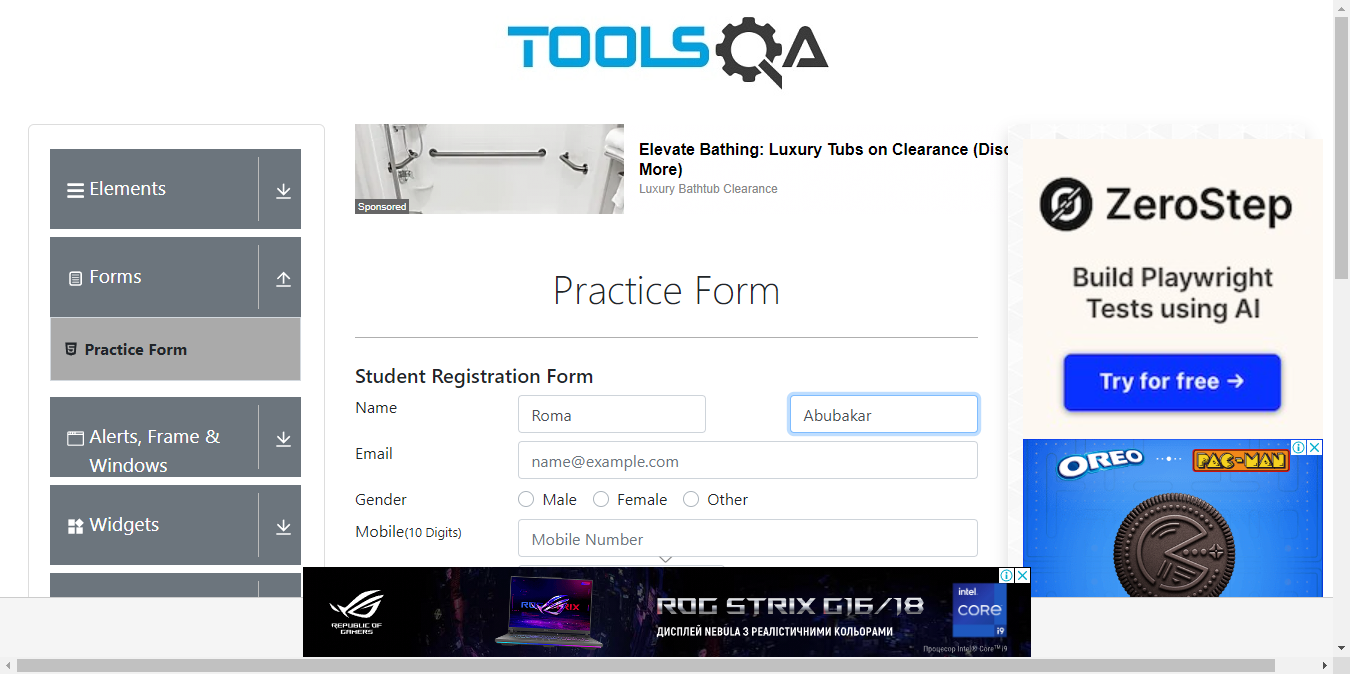 TOOLSQA
Elements
Forms
Practice Form
Alerts, Frame &
Windows
Widgets
Sponsored
Elevate Bathing: Luxury Tubs on Clearance (Disc
More)
Luxury Bathtub Clearance
Practice Form
Student Registration Form
Name
Roma
Abubakar
Email
name@example.com
Gender
Male
Female
Other
Mobile(10 Digits)
Mobile Number
ZeroStep
Build Playwright
Tests using AI
Try for free →
OREO
PAC-MAN
REPUBLIC OF
GAMERS
ROG STRIX
ROG STRIX G16/18
ДИСПЛЕЙ NEBULA З РЕАЛІСТИЧНИМИ КОЛЬОРАМИ
intel
CORE
i9
Процесор Intel® Core™ i9